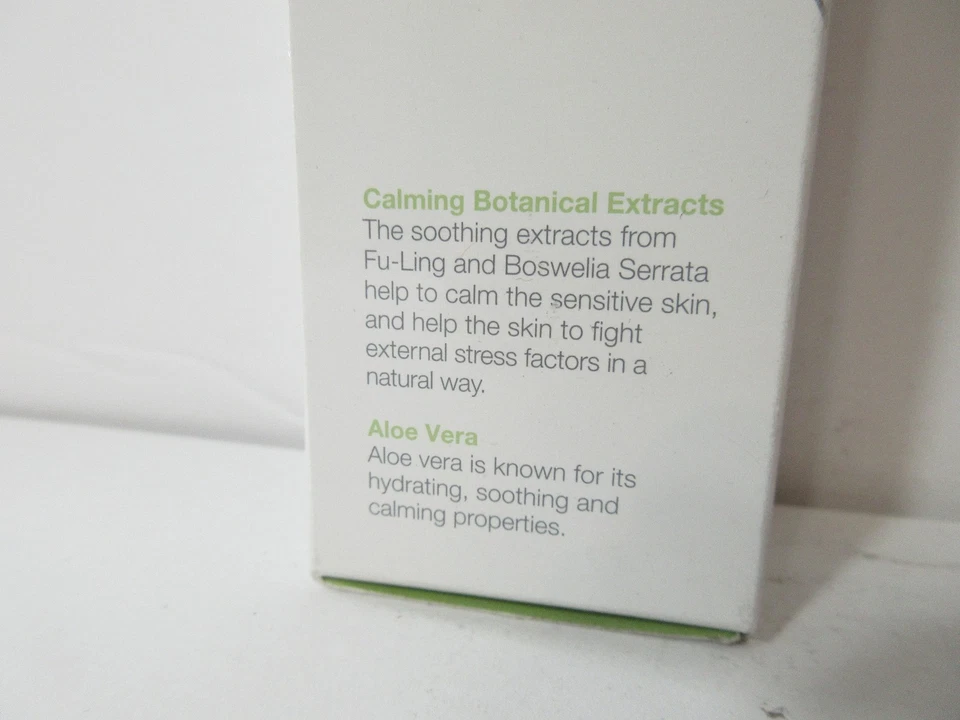 Calming Botanical Extracts
The soothing extracts from
Fu-Ling and Boswelia Serrata
help to calm the sensitive skin,
and help the skin to fight
external stress factors in a
natural way.
Aloe Vera
Aloe vera is known for its
hydrating, soothing and
calming properties.